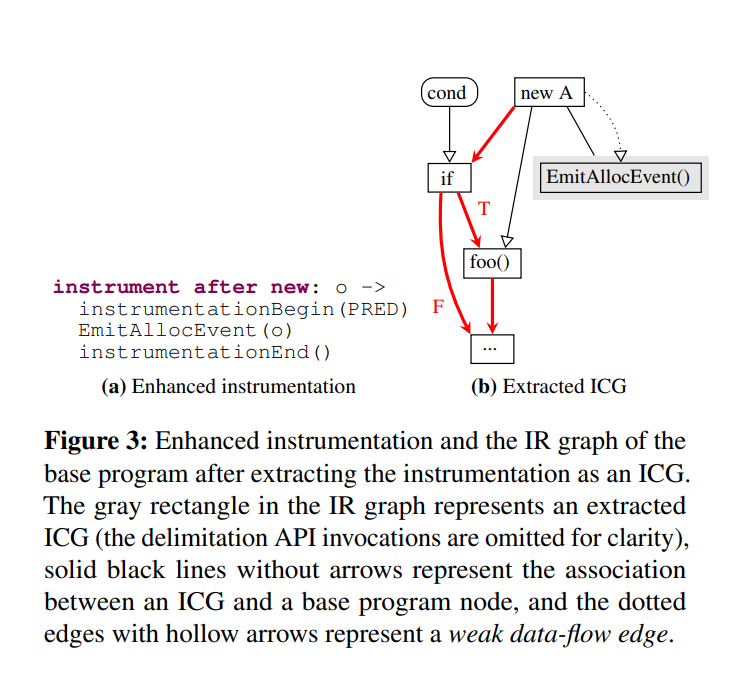 cond
new A
if
EmitAllocEvent()
T
foo()
instrument after new: o ->
instrumentationBegin(PRED)
F
EmitAllocEvent(o)
instrumentationEnd()
...
(a) Enhanced instrumentation
(b) Extracted ICG
Figure 3: Enhanced instrumentation and the IR graph of the
base program after extracting the instrumentation as an ICG.
The gray rectangle in the IR graph represents an extracted
ICG (the delimitation API invocations are omitted for clarity),
solid black lines without arrows represent the association
between an ICG and a base program node, and the dotted
edges with hollow arrows represent a weak data-flow edge.